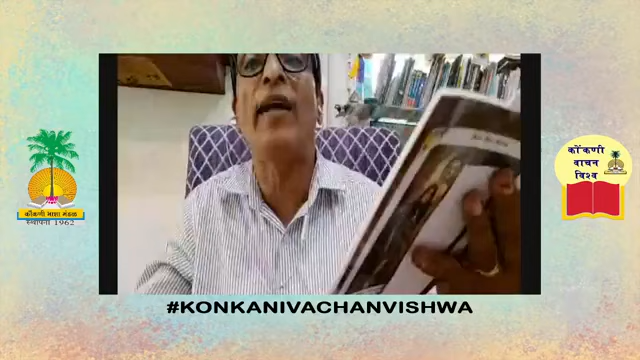 कोंकणी भाशा मंडळ
स्थापना 1962
कोंकणी
वाचन
विश्व
#KONKANIVACHANVISHWA